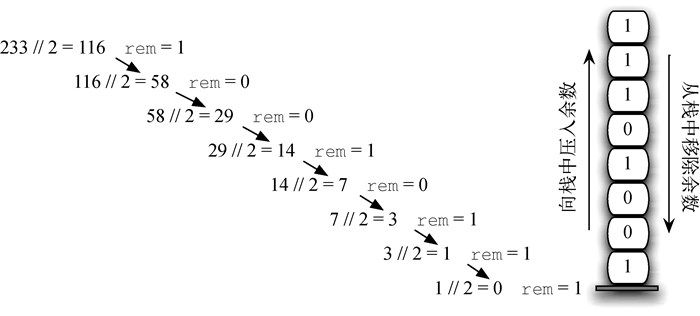 233 // 2 = 116 rem = 1
116 // 2 = 58 rem = 0
58 // 2 = 29 rem = 0
29 // 2 = 14 rem = 1
14 // 2 = 7 rem = 0
7 // 2 = 3 rem = 1
3 // 2 = 1 rem = 1
1 // 2 = 0 rem = 1
向栈中压入余数
1
1
1
0
1
0
0
1
从栈中移除余数